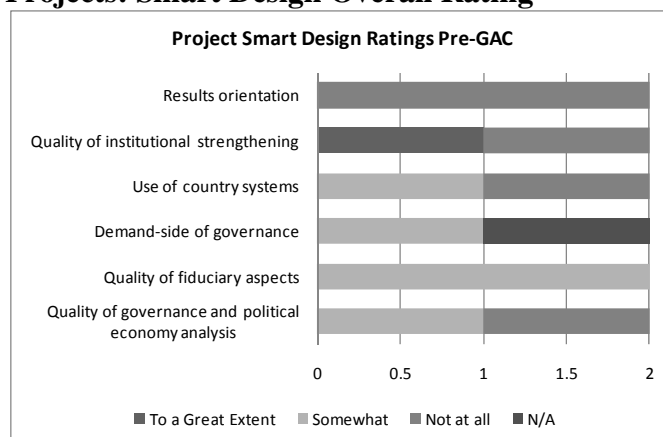 Projects: Smart Design Overall Rating
Project Smart Design Ratings Pre-GAC
Results orientation
Quality of institutional strengthening
Use of country systems
Demand-side of governance
Quality of fiduciary aspects
Quality of governance and political
economy analysis
0 0.5 1 1.5 2
To a Great Extent Somewhat Not at all N/A